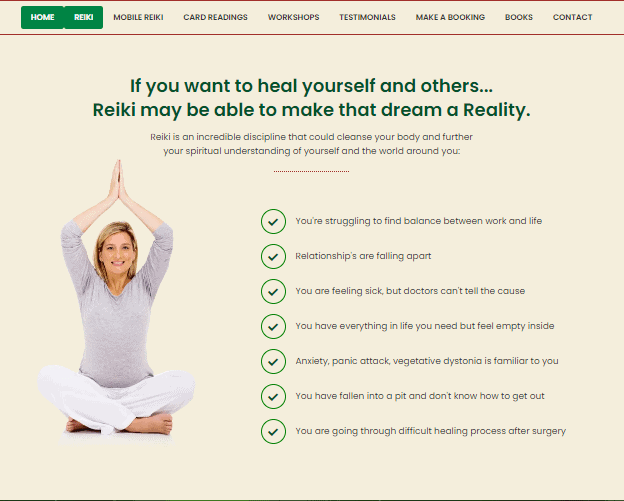 HOME REIKI MOBILE REIKI CARD READINGS WORKSHOPS TESTIMONIALS MAKE A BOOKING BOOKS CONTACT
If you want to heal yourself and others...
Reiki may be able to make that dream a Reality.
Reiki is an incredible discipline that could cleanse your body and further
your spiritual understanding of yourself and the world around you:
You're struggling to find balance between work and life
Relationship's are falling apart
You are feeling sick, but doctors can't tell the cause
You have everything in life you need but feel empty inside
Anxiety, panic attack, vegetative dystonia is familiar to you
You have fallen into a pit and don't know how to get out
You are going through difficult healing process after surgery